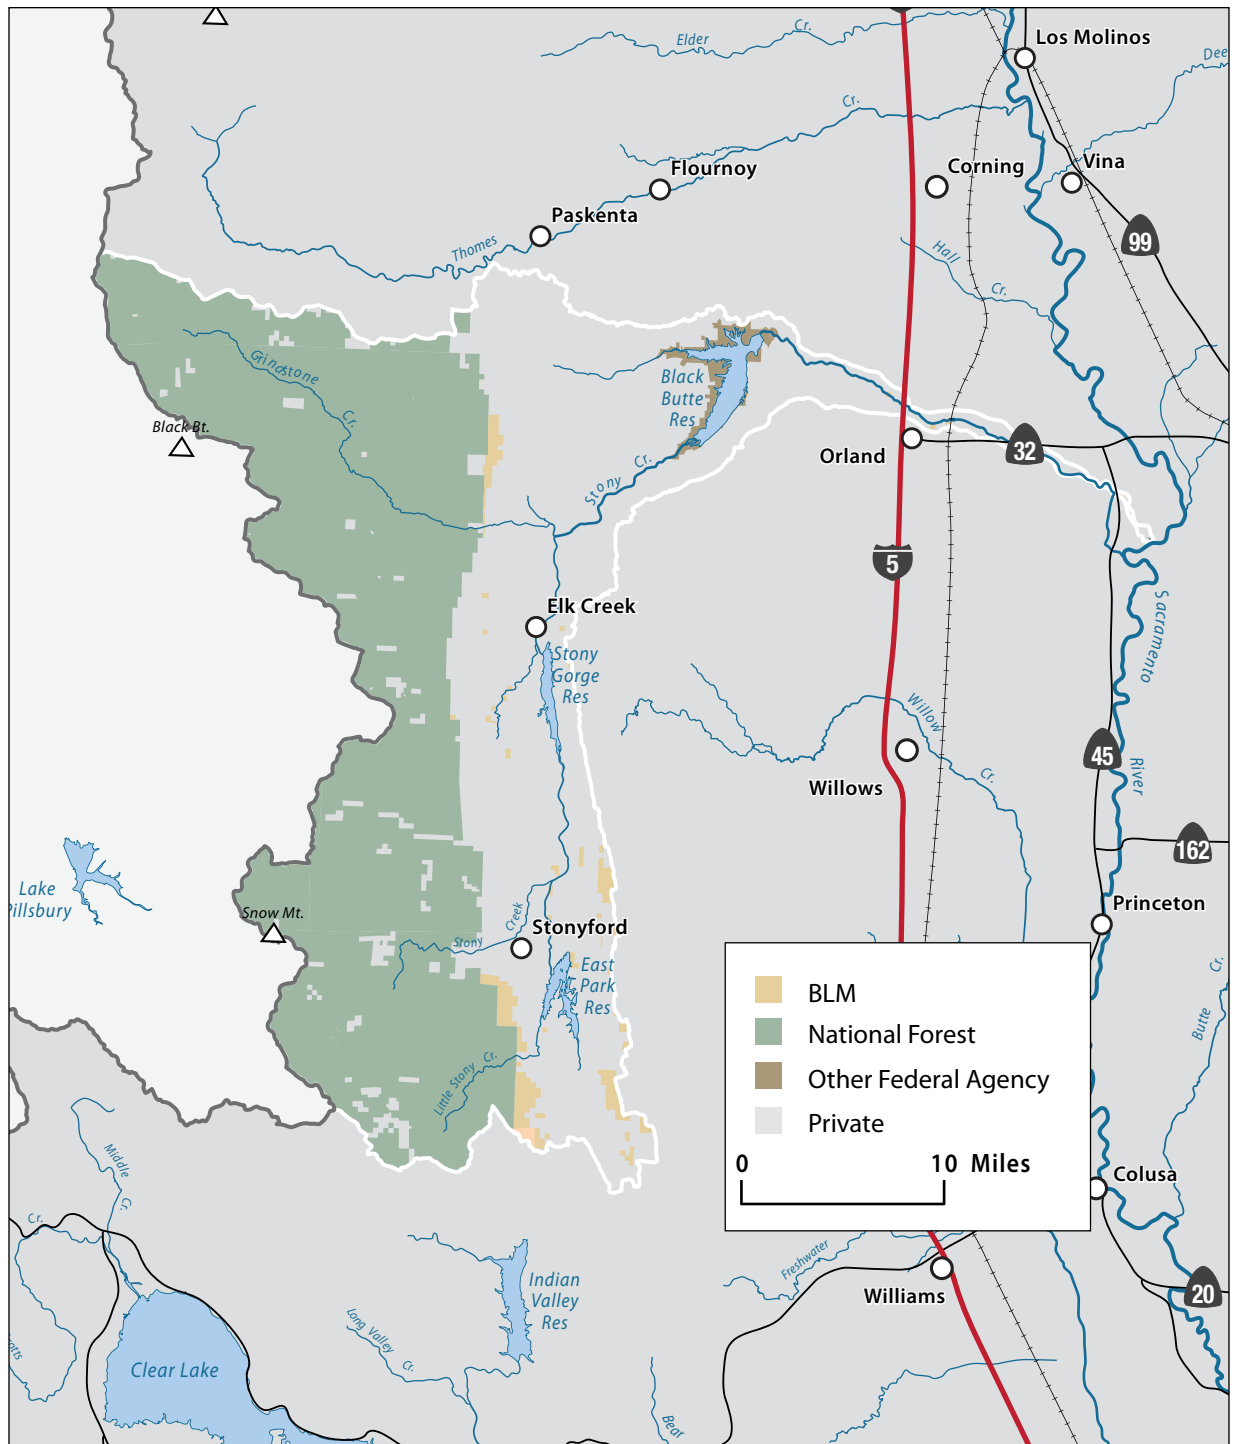 Elder
Cr.
Los Molinos
Dee
Cr.
Flournoy
Corning
Vina
Paskenta
Thomes
99
Hall
Cr.
Grindstone
Cr.
Black
Butte
Res
Black Bt.
Orland
32
Stony
Cr.
5
Elk Creek
Stony
Gorge
Res
Sacramento
River
Willow
Cr.
Willows
45
162
Lake
Pillsbury
Snow Mt.
Stony
Creek
Stonyford
Princeton
East
Park
Res
Butte
Cr.
Little Stony
Cr.
BLM
National Forest
Other Federal Agency
Private
0
10 Miles
Middle
Cr.
Cr.
Colusa
Freshwater
Williams
20
Indian
Valley
Res
Long Valley
Cr.
Clear Lake
Bear